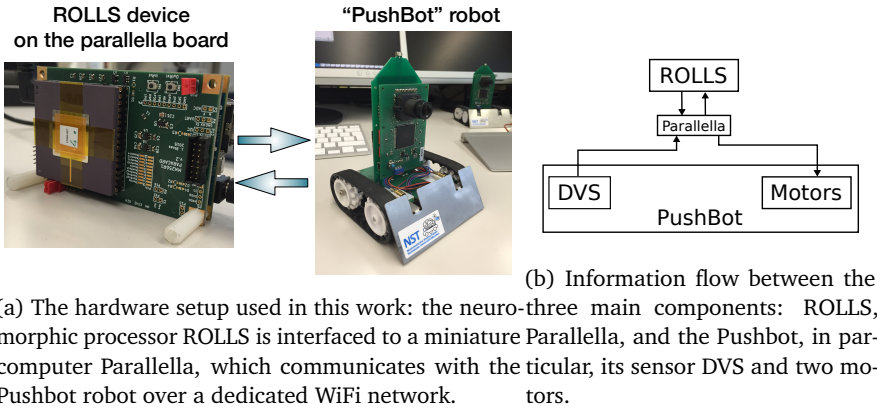 ROLLS device
on the parallella board
"PushBot" robot
NST
ROLLS
Parallella
DVS
Motors
PushBot
(a) The hardware setup used in this work: the neuro-
morphic processor ROLLS is interfaced to a miniature
computer Parallella, which communicates with the
Pushbot robot over a dedicated WiFi network.
(b) Information flow between the
three main components: ROLLS,
Parallella, and the Pushbot, in par-
ticular, its sensor DVS and two mo-
tors.